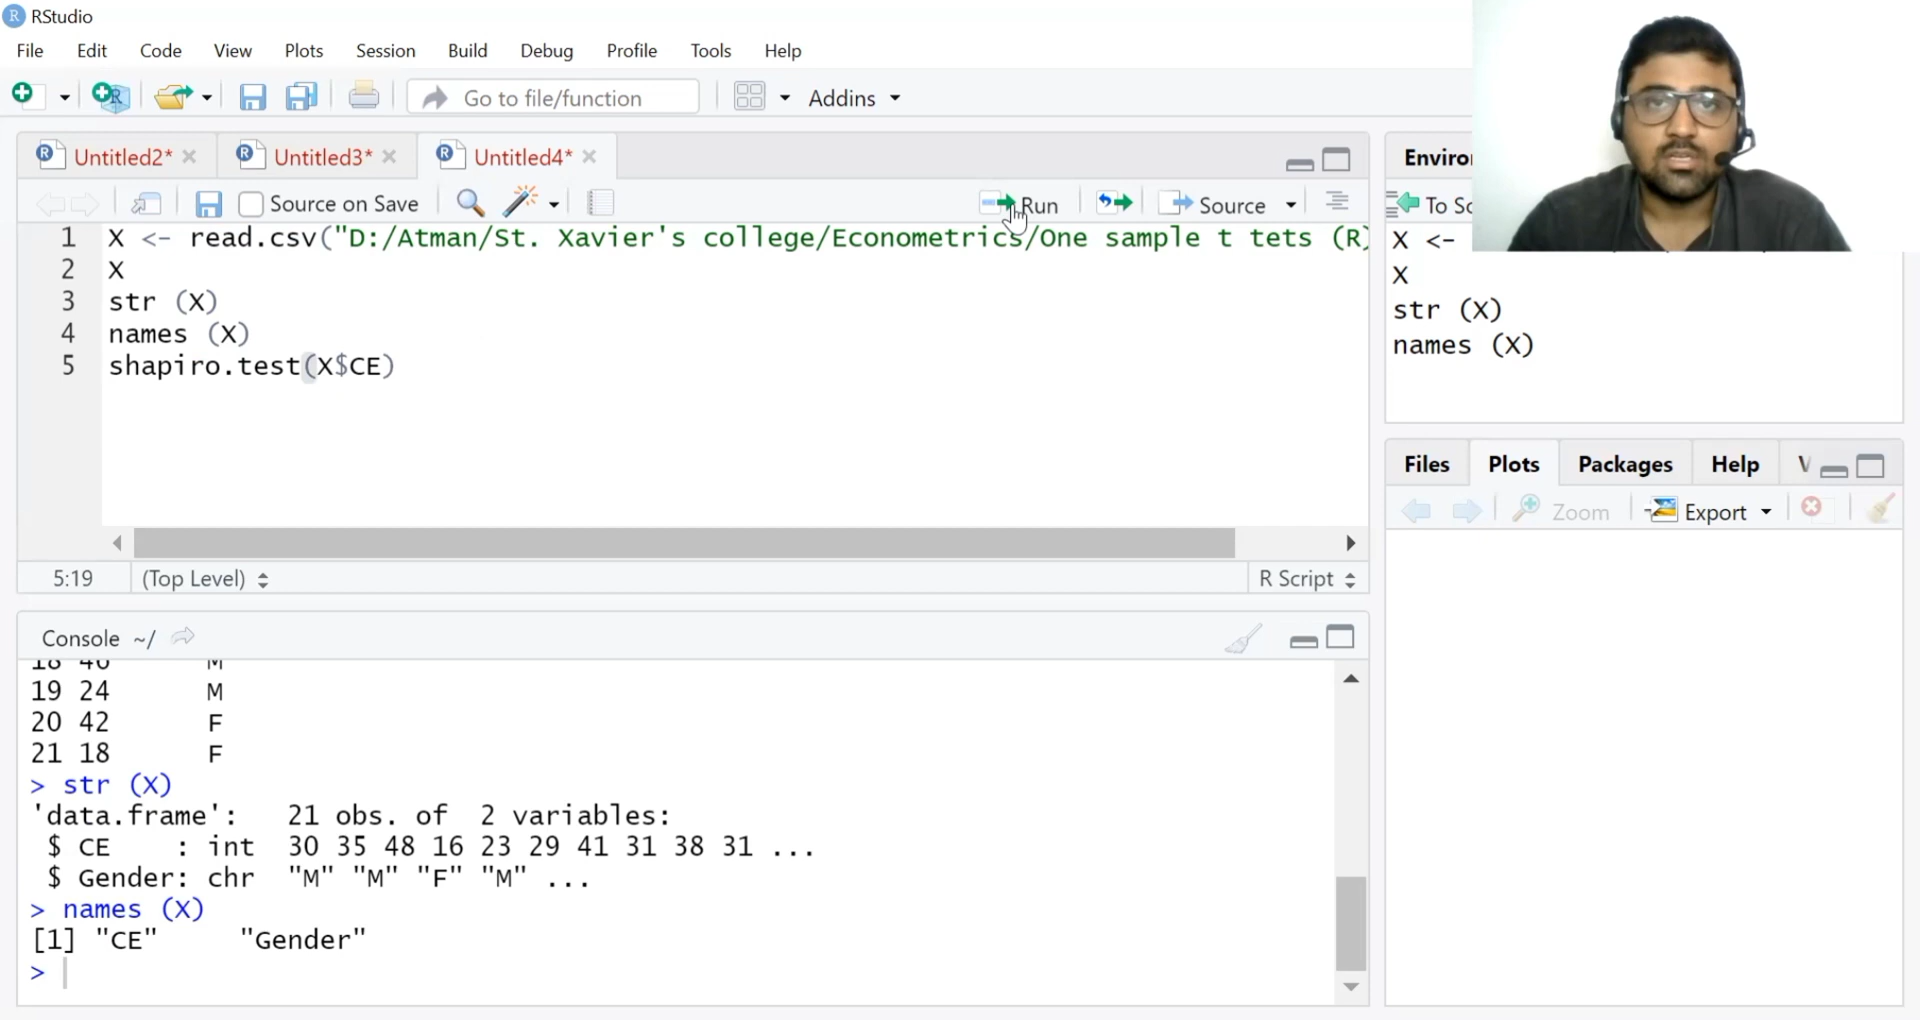 RStudio
File Edit Code View Plots Session Build Debug Profile Tools Help
Go to file/function Addins
Untitled2* Untitled3* Untitled4*
Source on Save Run Source
1 X <- read.csv("D:/Atman/St. Xavier's college/Econometrics/One sample t tets (R)
2 X
3 str (X)
4 names (X)
5 shapiro.test(X$CE)
5:19 (Top Level) R Script
Console ~/
18 46 M
19 24 M
20 42 F
21 18 F
> str (X)
'data.frame': 21 obs. of 2 variables:
$ CE : int 30 35 48 16 23 29 41 31 38 31 ...
$ Gender: chr "M" "M" "F" "M" ...
> names (X)
[1] "CE" "Gender"
>
To
X <-
X
str (X)
names (X)
Files Plots Packages Help
Zoom Export